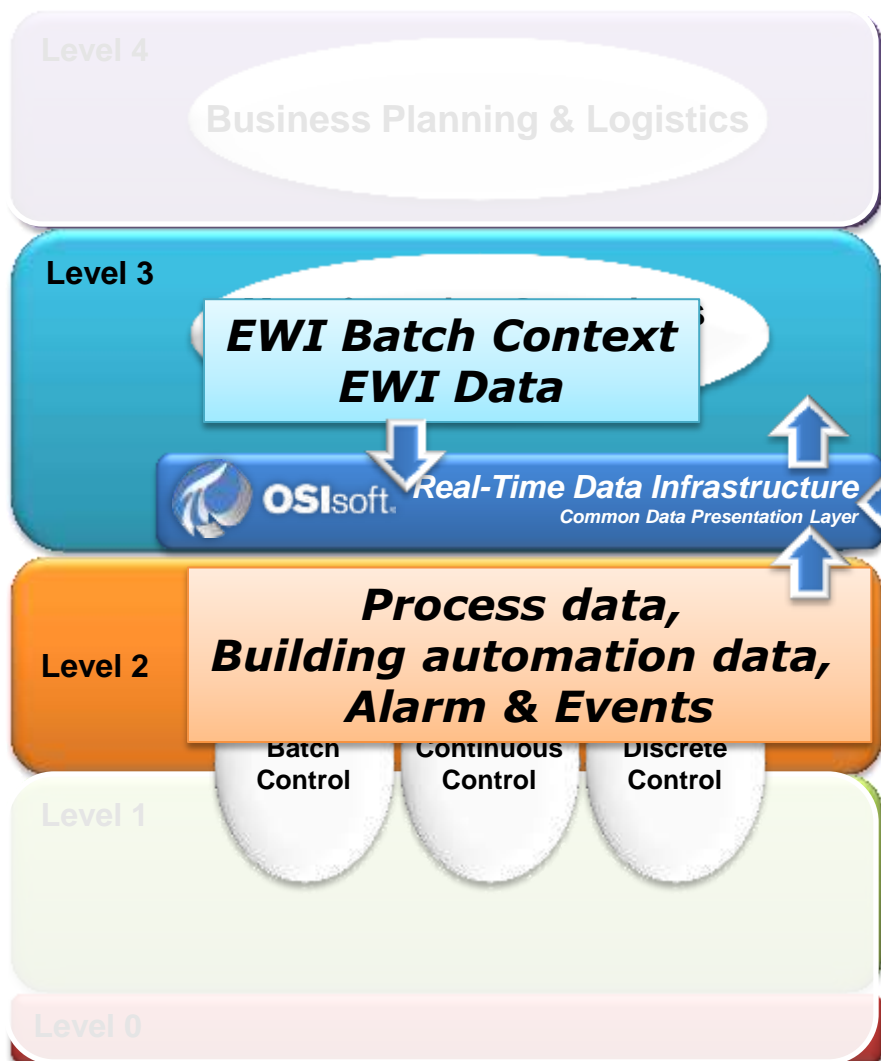 Level 4
Business Planning & Logistics
Level 3
EWI Batch Context
EWI Data
OSIsoft.
Real-Time Data Infrastructure
Common Data Presentation Layer
Level 2
Process data,
Building automation data,
Alarm & Events
Batch
Control
Continuous
Control
Discrete
Control
Level 1
Level 0